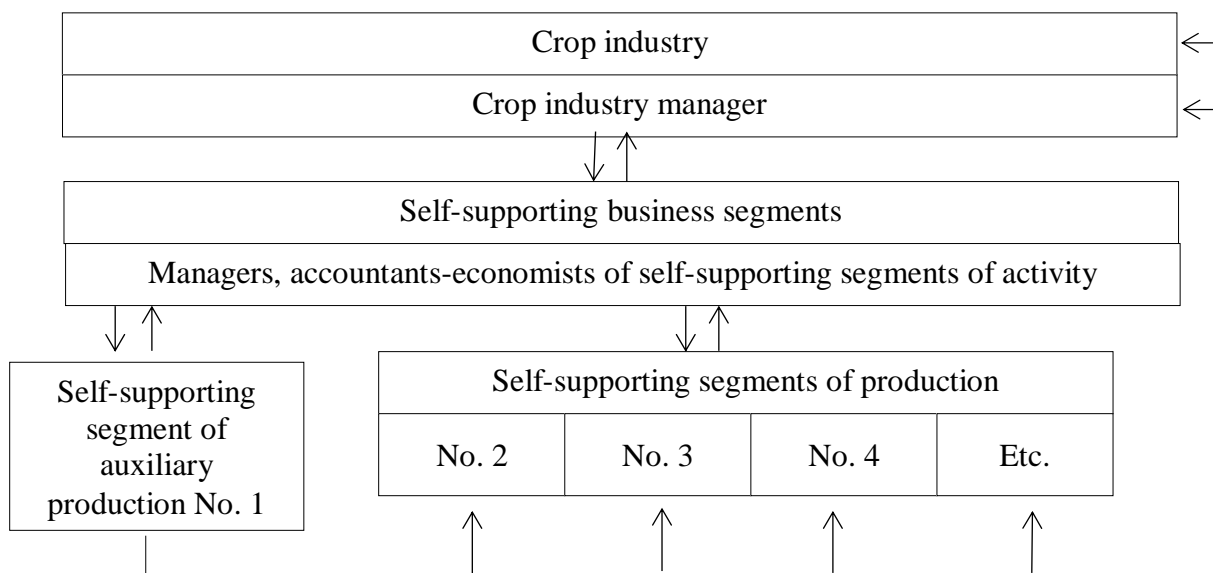 Crop industry
Crop industry manager
Self-supporting business segments
Managers, accountants-economists of self-supporting segments of activity
Self-supporting
segment of
auxiliary
production No. 1
Self-supporting segments of production
No. 2
No. 3
No. 4
Etc.